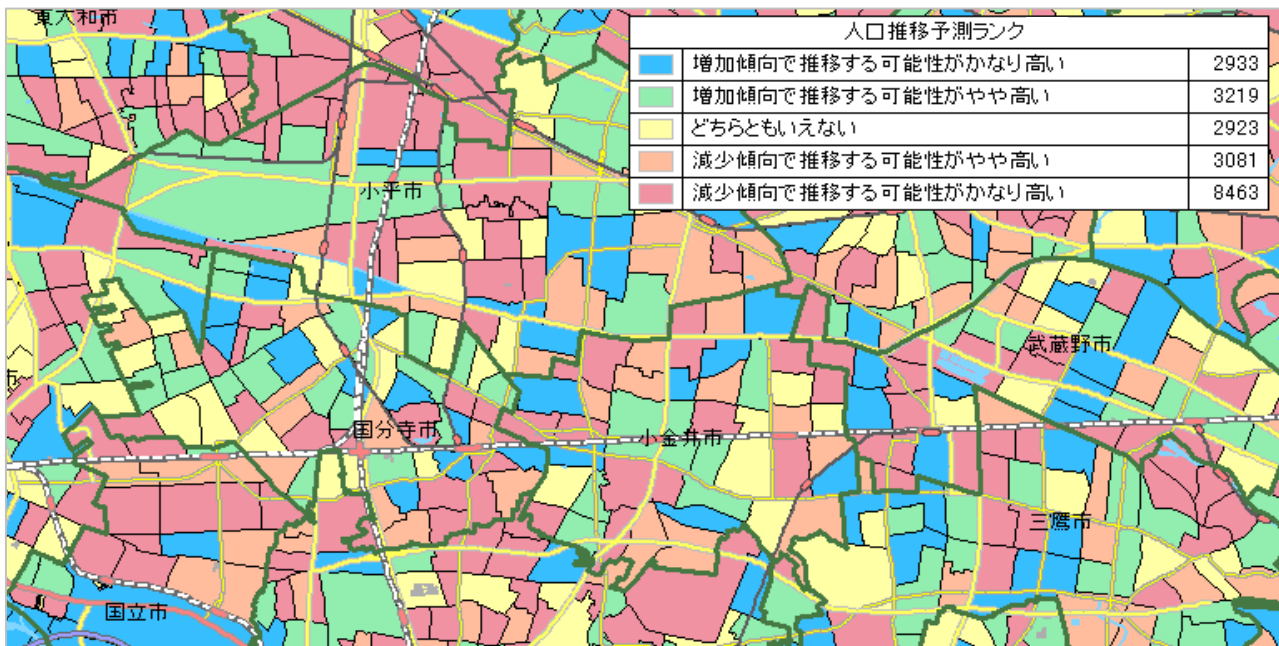 東大和市
人口推移予測ランク
増加傾向で推移する可能性がかなり高い 2933
増加傾向で推移する可能性がやや高い 3219
どちらともいえない 2923
減少傾向で推移する可能性がやや高い 3081
減少傾向で推移する可能性がかなり高い 8463
小平市
武蔵野市
市
国分寺市
小金井市
三鷹市
国立市